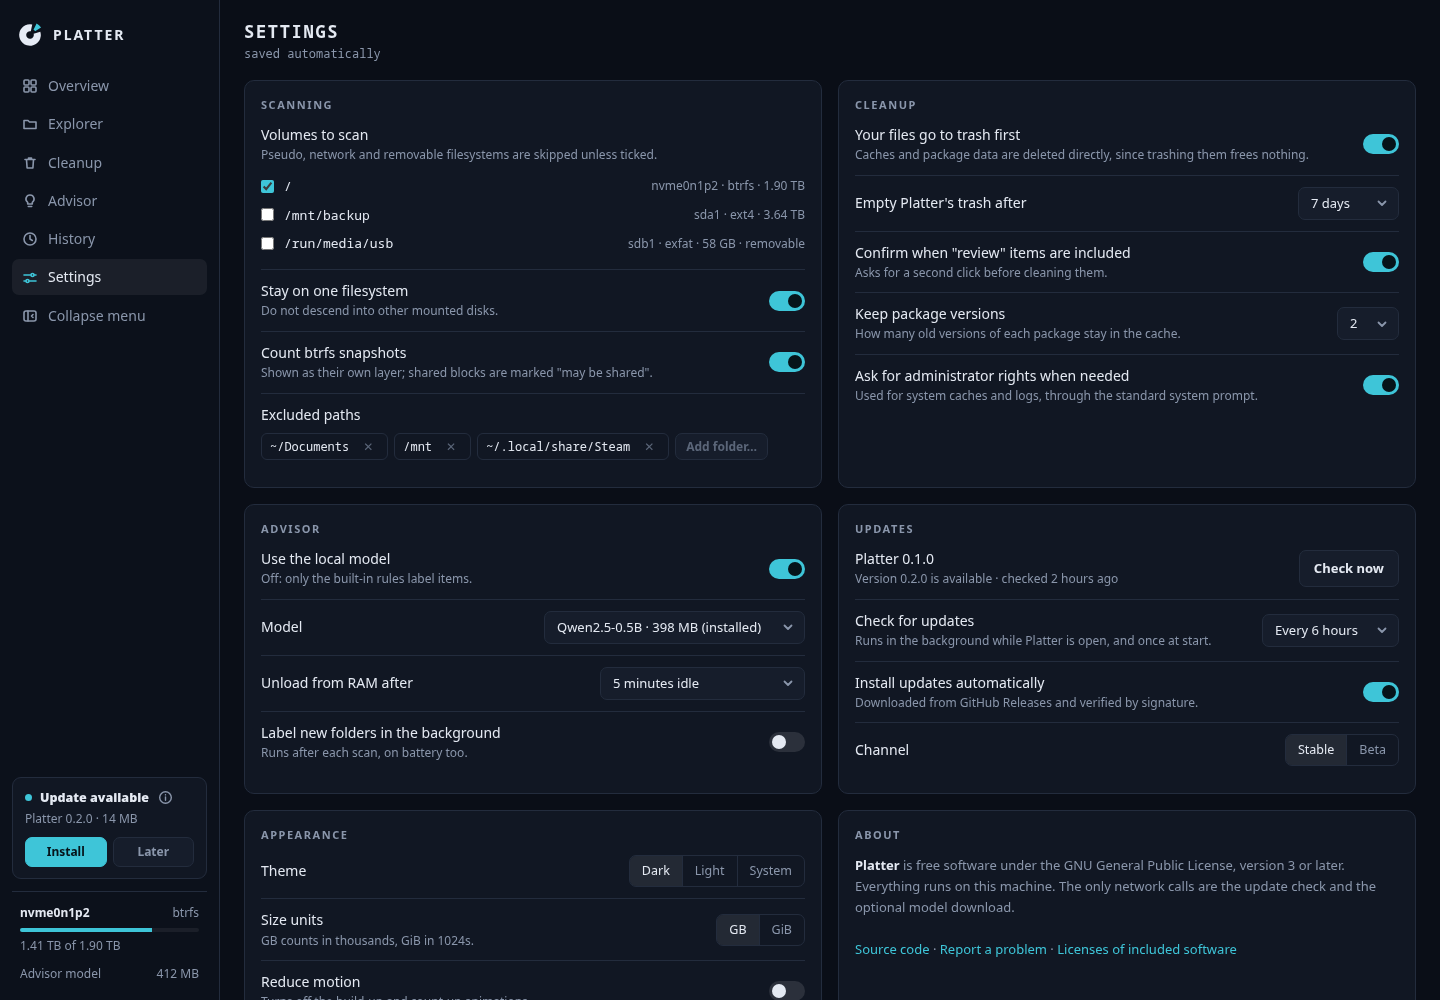 PLATTER
Overview
Explorer
Cleanup
Advisor
History
Settings
Collapse menu
Update available
Platter 0.2.0 · 14 MB
Install
Later
nvme0n1p2
btrfs
1.41 TB of 1.90 TB
Advisor model
412 MB
SETTINGS
saved automatically
SCANNING
Volumes to scan
Pseudo, network and removable filesystems are skipped unless ticked.
/
nvme0n1p2 · btrfs · 1.90 TB
/mnt/backup
sda1 · ext4 · 3.64 TB
/run/media/usb
sdb1 · exfat · 58 GB · removable
Stay on one filesystem
Do not descend into other mounted disks.
Count btrfs snapshots
Shown as their own layer; shared blocks are marked "may be shared".
Excluded paths
~/Documents ×
/mnt ×
~/.local/share/Steam ×
Add folder...
CLEANUP
Your files go to trash first
Caches and package data are deleted directly, since trashing them frees nothing.
Empty Platter's trash after
7 days
Confirm when "review" items are included
Asks for a second click before cleaning them.
Keep package versions
How many old versions of each package stay in the cache.
2
Ask for administrator rights when needed
Used for system caches and logs, through the standard system prompt.
ADVISOR
Use the local model
Off: only the built-in rules label items.
Model
Qwen2.5-0.5B · 398 MB (installed)
Unload from RAM after
5 minutes idle
Label new folders in the background
Runs after each scan, on battery too.
UPDATES
Platter 0.1.0
Version 0.2.0 is available · checked 2 hours ago
Check now
Check for updates
Runs in the background while Platter is open, and once at start.
Every 6 hours
Install updates automatically
Downloaded from GitHub Releases and verified by signature.
Channel
Stable
Beta
APPEARANCE
Theme
Dark
Light
System
Size units
GB counts in thousands, GiB in 1024s.
GB
GiB
Reduce motion
Turns off the build-up and count-up animations.
ABOUT
Platter is free software under the GNU General Public License, version 3 or later.
Everything runs on this machine. The only network calls are the update check and the
optional model download.
Source code · Report a problem · Licenses of included software